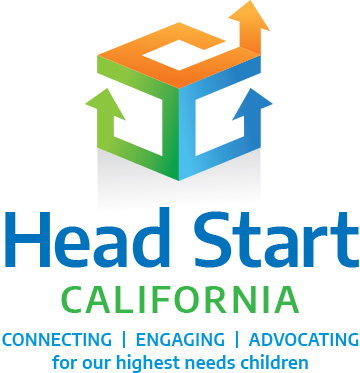 Head Start
CALIFORNIA
CONNECTING | ENGAGING | ADVOCATING
for our highest needs children